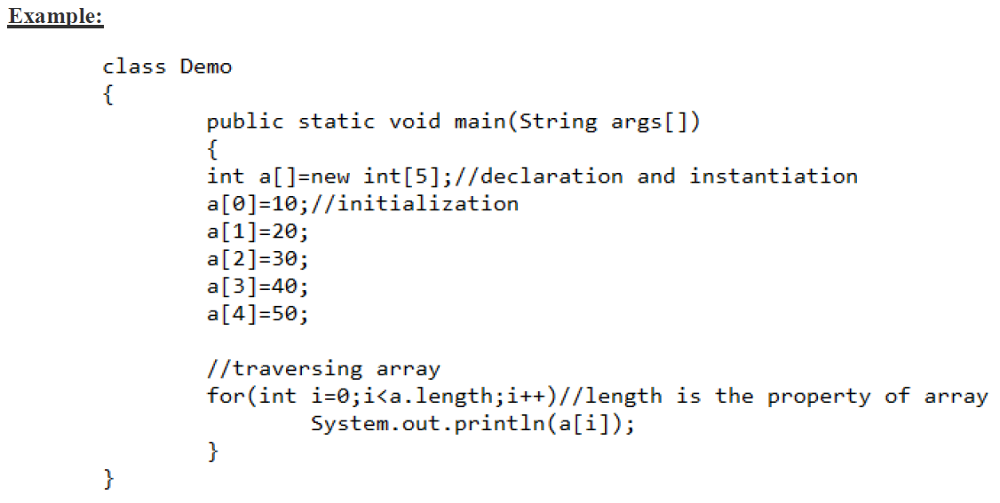 Example:
class Demo
{
public static void main(String args[])
{
int a[]=new int[5];//declaration and instantiation
a[0]=10;//initialization
a[1]=20;
a[2]=30;
a[3]=40;
a[4]=50;
//traversing array
for(int i=0;i<a.length;i++)//length is the property of array
System.out.println(a[i]);
}
}